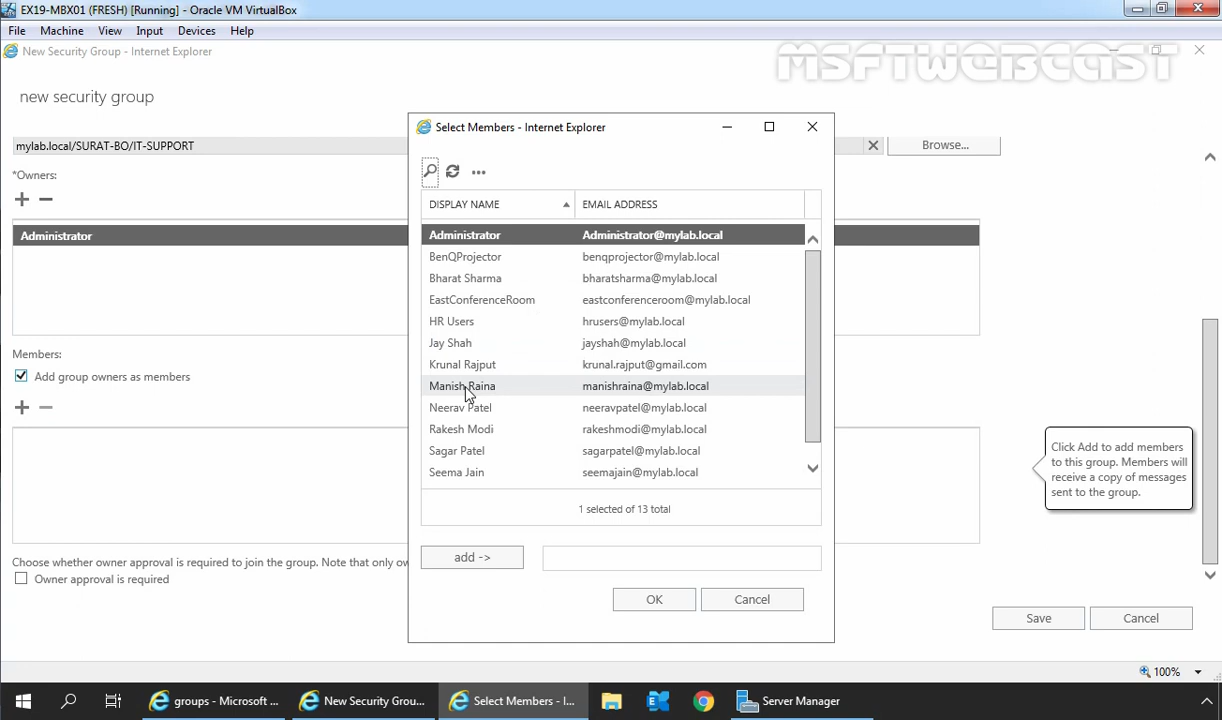 EX19-MBX01 (FRESH) [Running] - Oracle VM VirtualBox
File Machine View Input Devices Help
New Security Group - Internet Explorer
MSFTWEBCAST
new security group
mylab.local/SURAT-BO/IT-SUPPORT
Browse...
*Owners:
Administrator
Members:
Add group owners as members
Click Add to add members
to this group. Members will
receive a copy of messages
sent to the group.
Choose whether owner approval is required to join the group. Note that only ow
Owner approval is required
Save Cancel
Select Members - Internet Explorer
DISPLAY NAME EMAIL ADDRESS
Administrator Administrator@mylab.local
BenQProjector benqprojector@mylab.local
Bharat Sharma bharatsharma@mylab.local
EastConferenceRoom eastconferenceroom@mylab.local
HR Users hrusers@mylab.local
Jay Shah jayshah@mylab.local
Krunal Rajput krunal.rajput@gmail.com
Manish Raina manishraina@mylab.local
Neerav Patel neeravpatel@mylab.local
Rakesh Modi rakeshmodi@mylab.local
Sagar Patel sagarpatel@mylab.local
Seema Jain seemajain@mylab.local
1 selected of 13 total
add ->
OK Cancel
100%
groups - Microsoft ... New Security Grou... Select Members - I... Server Manager